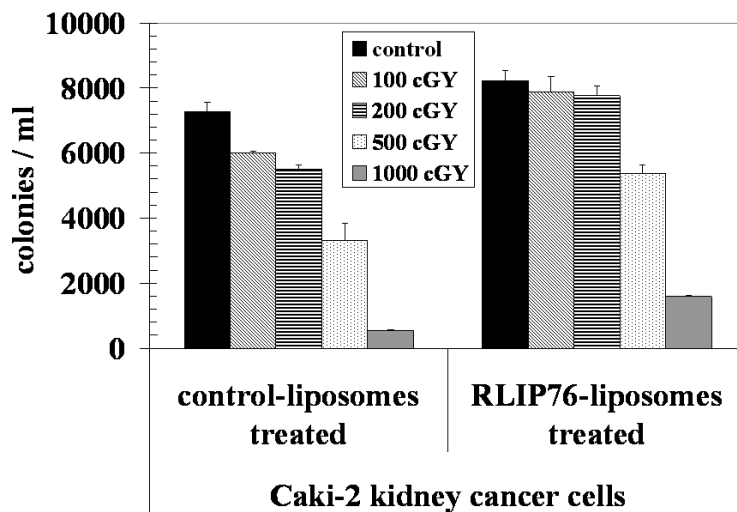 10000
8000
6000
4000
2000
0
colonies / ml
control
100 cGY
200 cGY
500 cGY
1000 cGY
control-liposomes
treated
RLIP76-liposomes
treated
Caki-2 kidney cancer cells